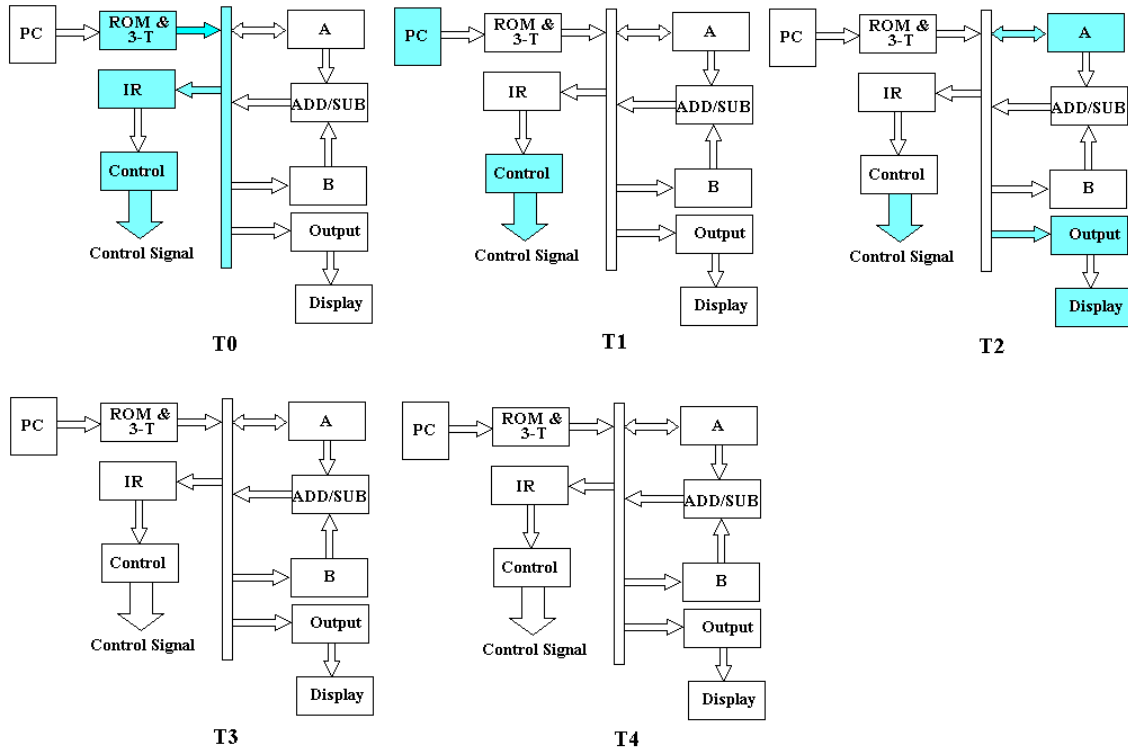 PC
ROM &
3-T
A
IR
ADD/SUB
Control
B
Output
Control Signal
Display
T0
PC
ROM &
3-T
A
IR
ADD/SUB
Control
B
Output
Control Signal
Display
T1
PC
ROM &
3-T
A
IR
ADD/SUB
Control
B
Output
Control Signal
Display
T2
PC
ROM &
3-T
A
IR
ADD/SUB
Control
B
Output
Control Signal
Display
T3
PC
ROM &
3-T
A
IR
ADD/SUB
Control
B
Output
Control Signal
Display
T4